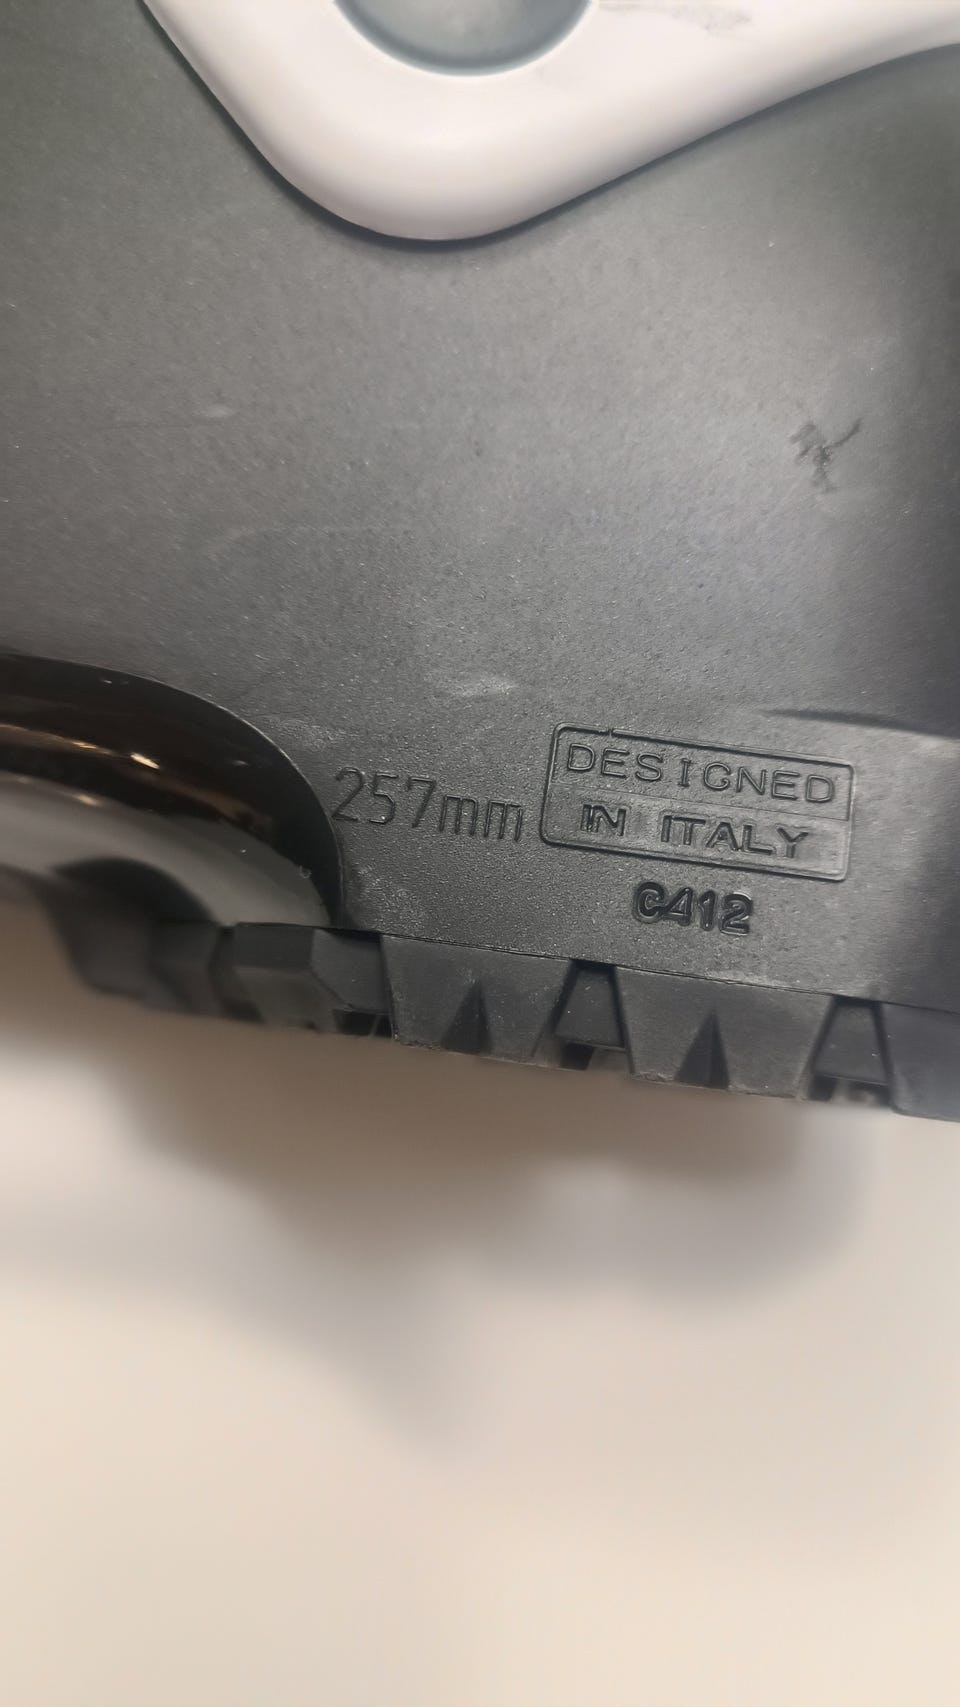 257mm
DESIGNED
IN ITALY
C412